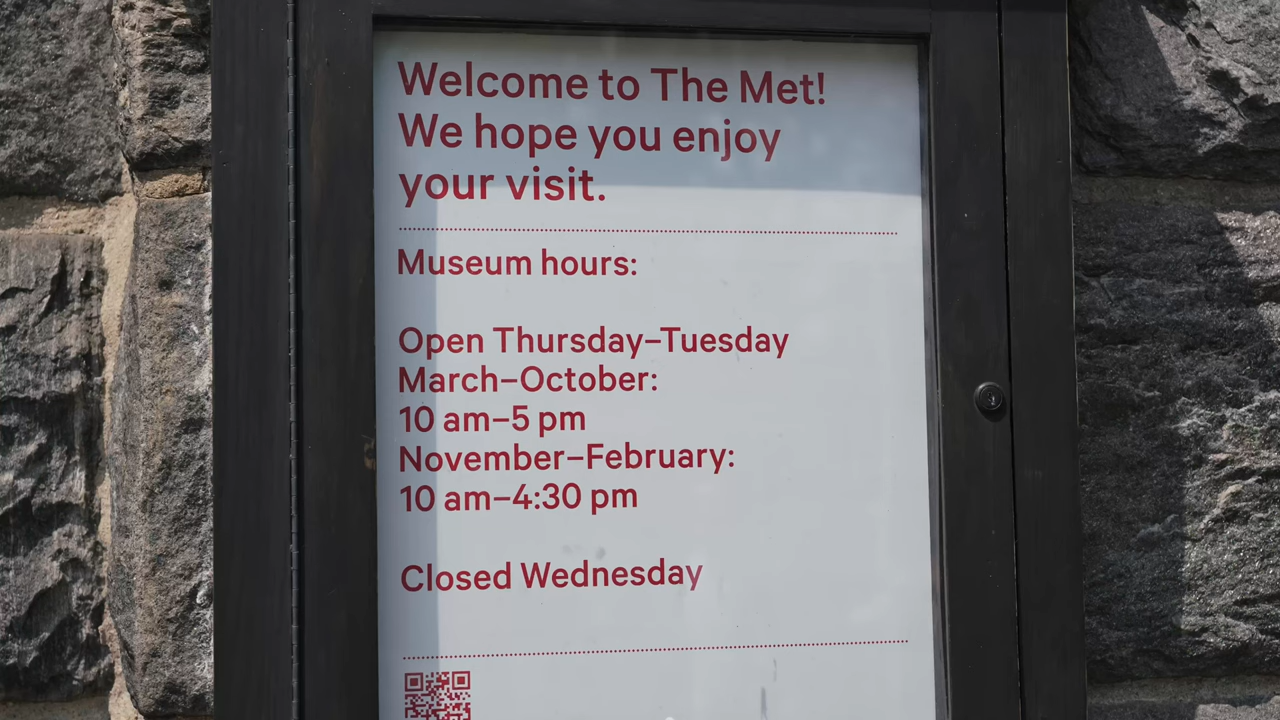 Welcome to The Met!
We hope you enjoy
your visit.
Museum hours:
Open Thursday–Tuesday
March–October:
10 am–5 pm
November–February:
10 am–4:30 pm
Closed Wednesday